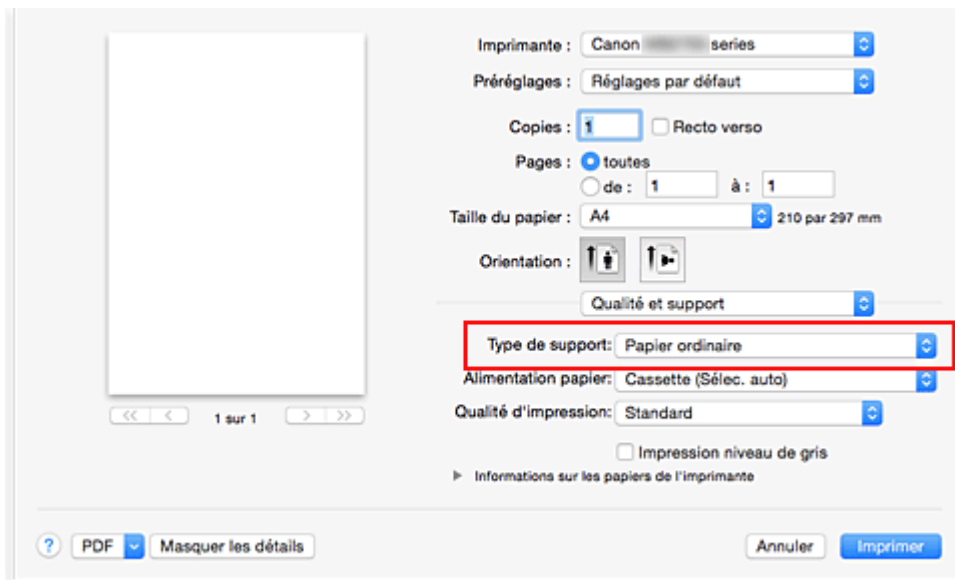 Imprimante : Canon series
Préréglages : Réglages par défaut
Copies : 1 Recto verso
Pages : toutes
de : 1 à : 1
Taille du papier : A4 210 par 297 mm
Orientation :
Qualité et support
Type de support: Papier ordinaire
Alimentation papier: Cassette (Sélec. auto)
Qualité d'impression: Standard
1 sur 1
Impression niveau de gris
Informations sur les papiers de l'imprimante
? PDF Masquer les détails Annuler Imprimer